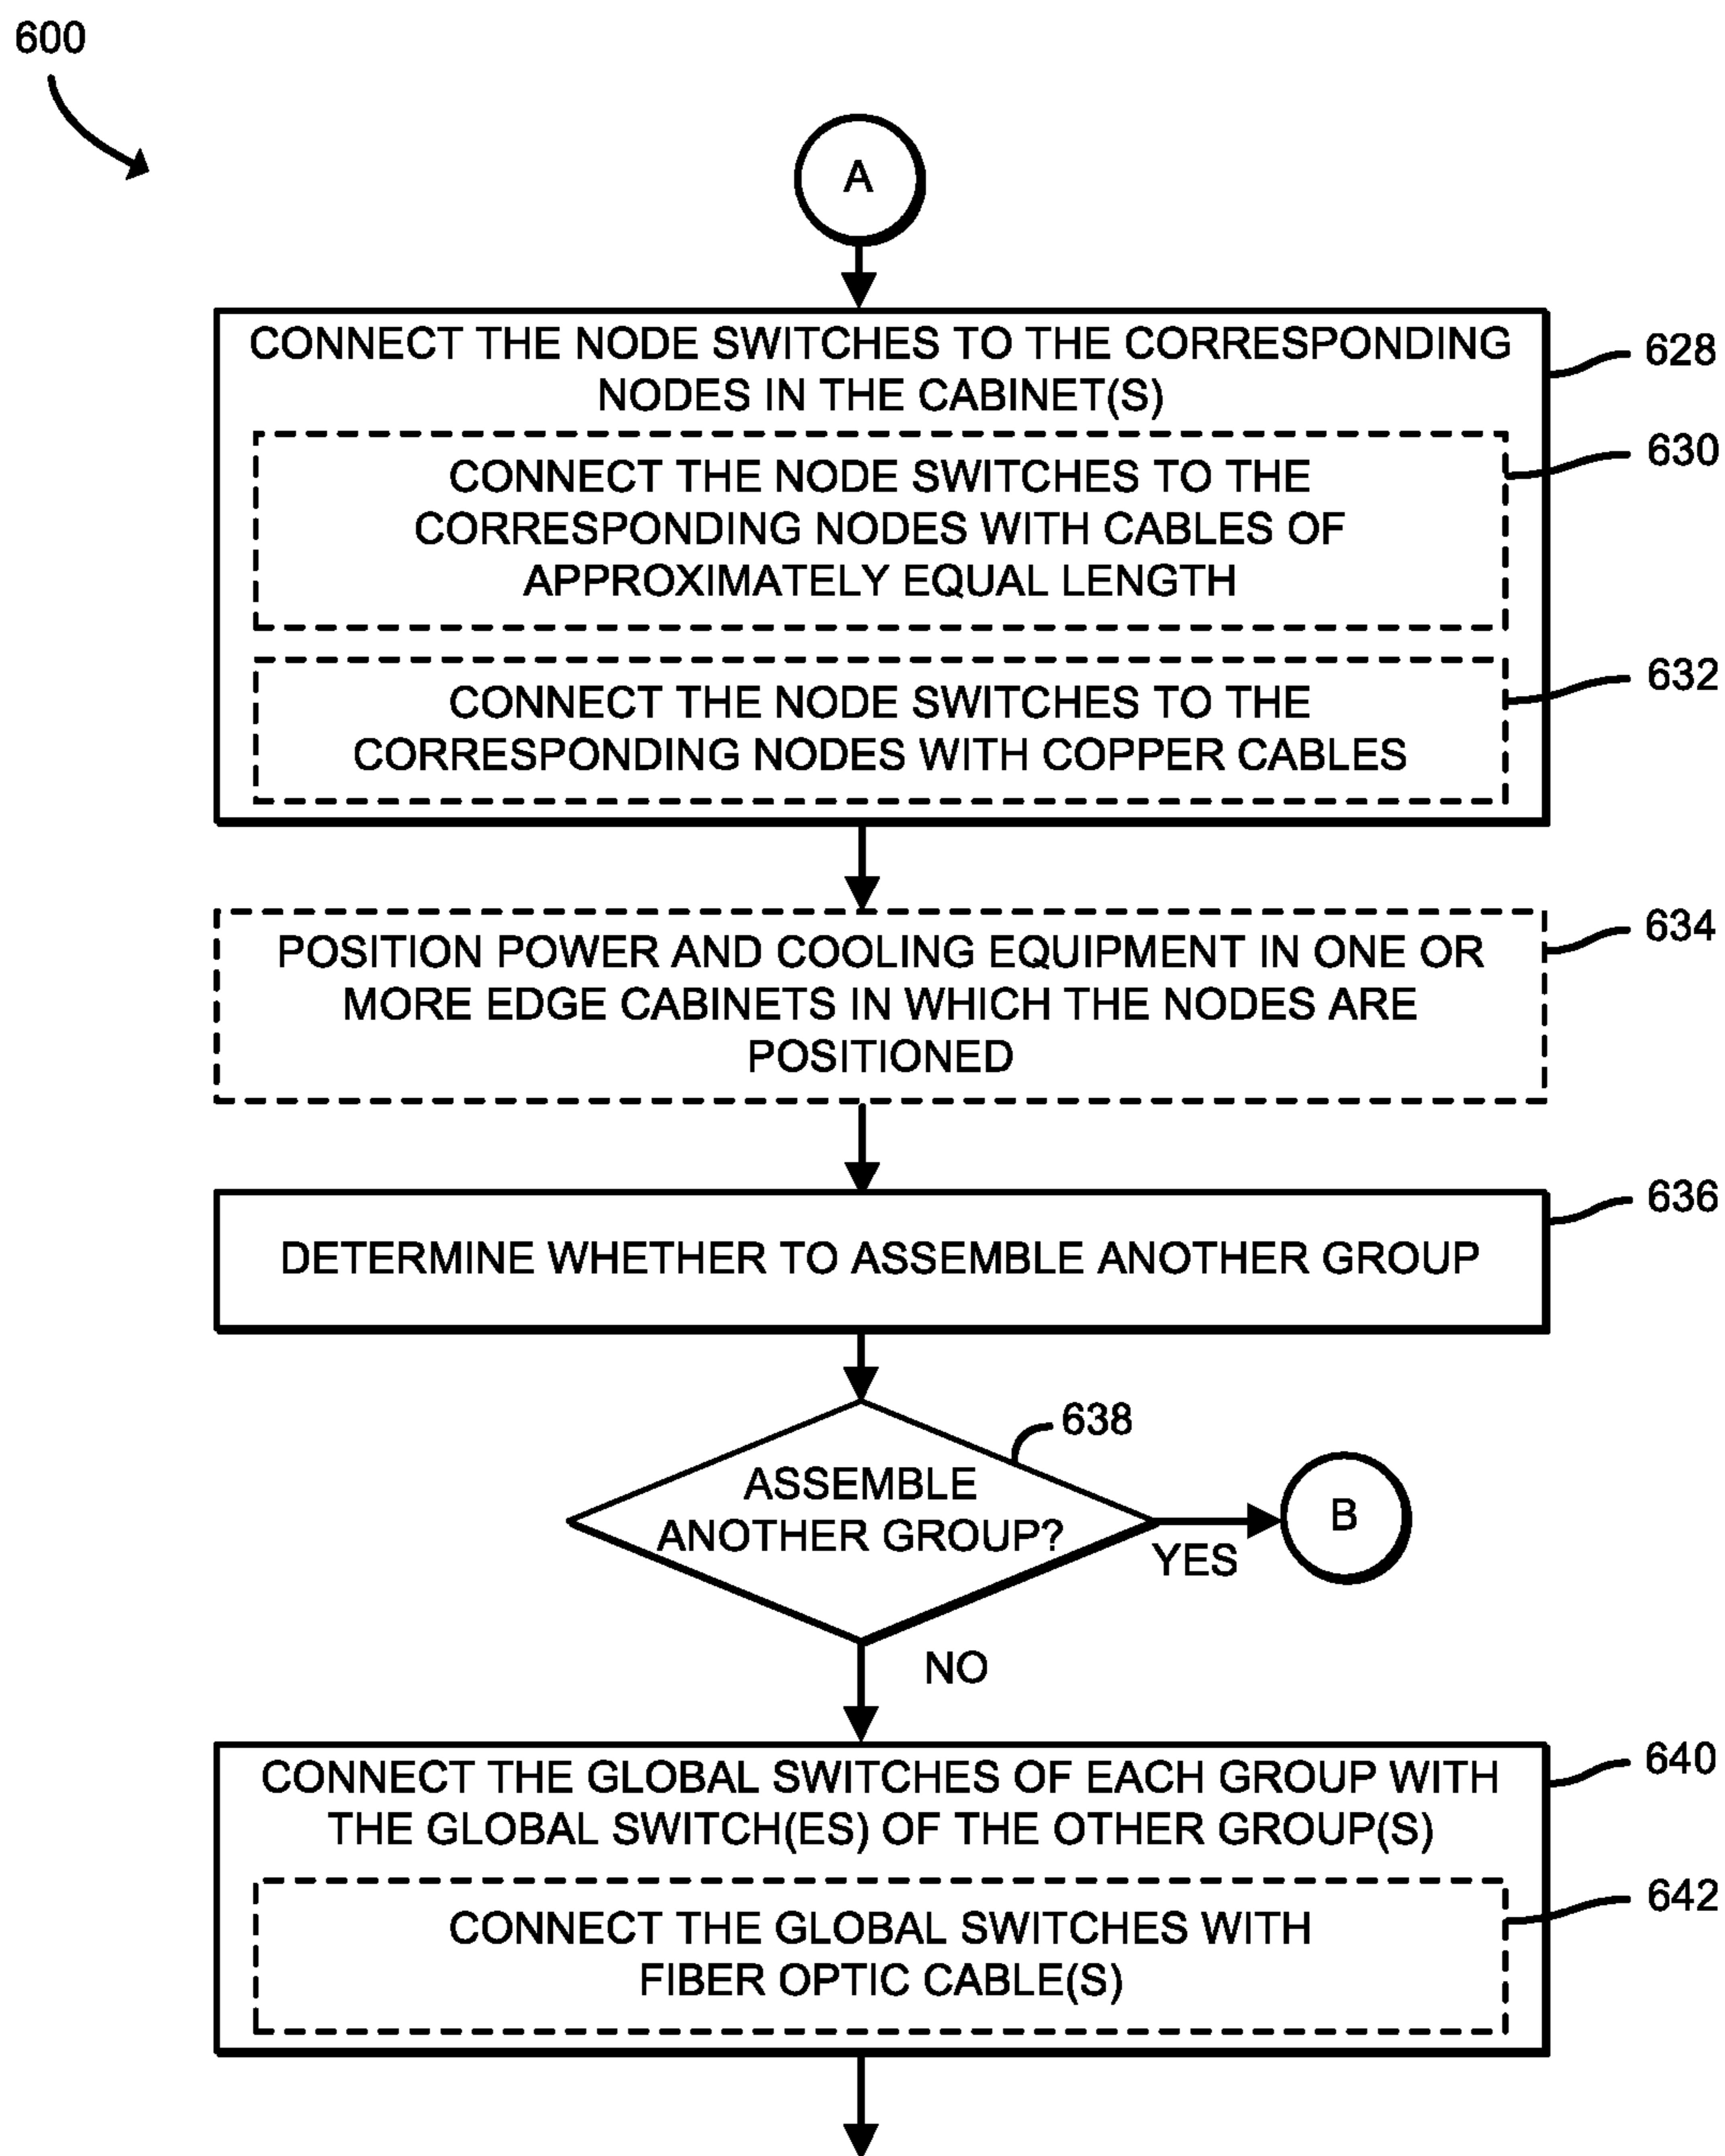 600
A
CONNECT THE NODE SWITCHES TO THE CORRESPONDING
NODES IN THE CABINET(S)
628
CONNECT THE NODE SWITCHES TO THE
CORRESPONDING NODES WITH CABLES OF
APPROXIMATELY EQUAL LENGTH
630
CONNECT THE NODE SWITCHES TO THE
CORRESPONDING NODES WITH COPPER CABLES
632
POSITION POWER AND COOLING EQUIPMENT IN ONE OR
MORE EDGE CABINETS IN WHICH THE NODES ARE
POSITIONED
634
DETERMINE WHETHER TO ASSEMBLE ANOTHER GROUP
636
638
ASSEMBLE
ANOTHER GROUP?
YES
B
NO
CONNECT THE GLOBAL SWITCHES OF EACH GROUP WITH
THE GLOBAL SWITCH(ES) OF THE OTHER GROUP(S)
640
CONNECT THE GLOBAL SWITCHES WITH
FIBER OPTIC CABLE(S)
642